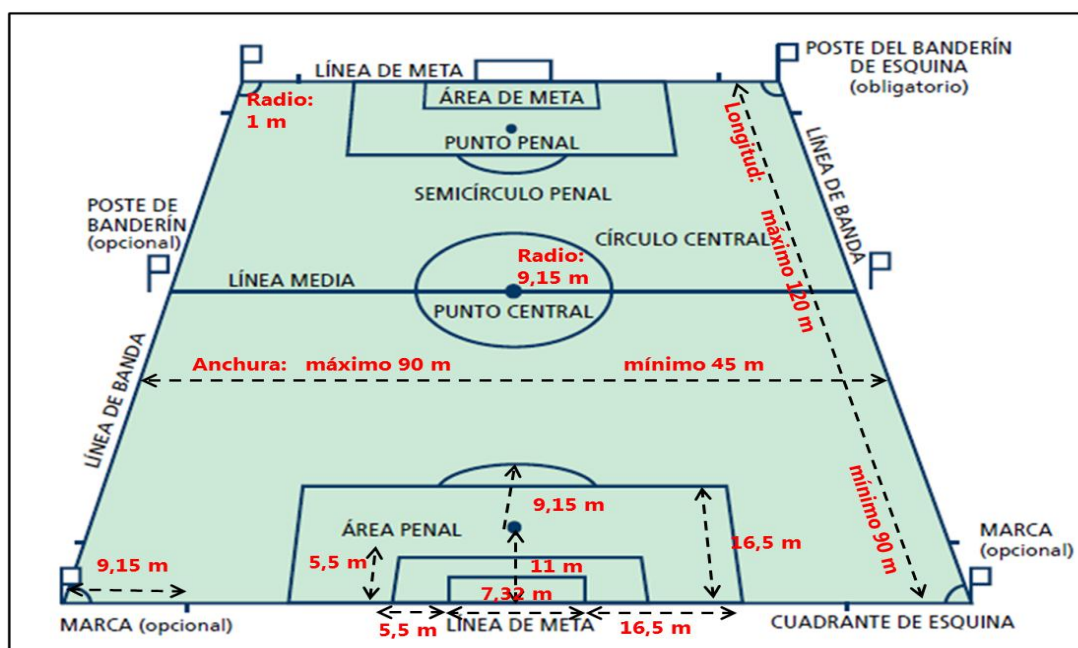 LÍNEA DE META
POSTE DEL BANDERÍN
DE ESQUINA
(obligatorio)
Radio:
1 m
ÁREA DE META
PUNTO PENAL
SEMICÍRCULO PENAL
Longitud: máximo 120 m mínimo 90 m
LÍNEA DE BANDA
POSTE DE
BANDERÍN
(opcional)
CÍRCULO CENTRAL
LÍNEA MEDIA
Radio:
9,15 m
PUNTO CENTRAL
Anchura: máximo 90 m mínimo 45 m
LÍNEA DE BANDA
9,15 m
ÁREA PENAL
16,5 m
MARCA
(opcional)
9,15 m
5,5 m
11 m
7,32 m
MARCA (opcional)
5,5 m
LÍNEA DE META
16,5 m
CUADRANTE DE ESQUINA